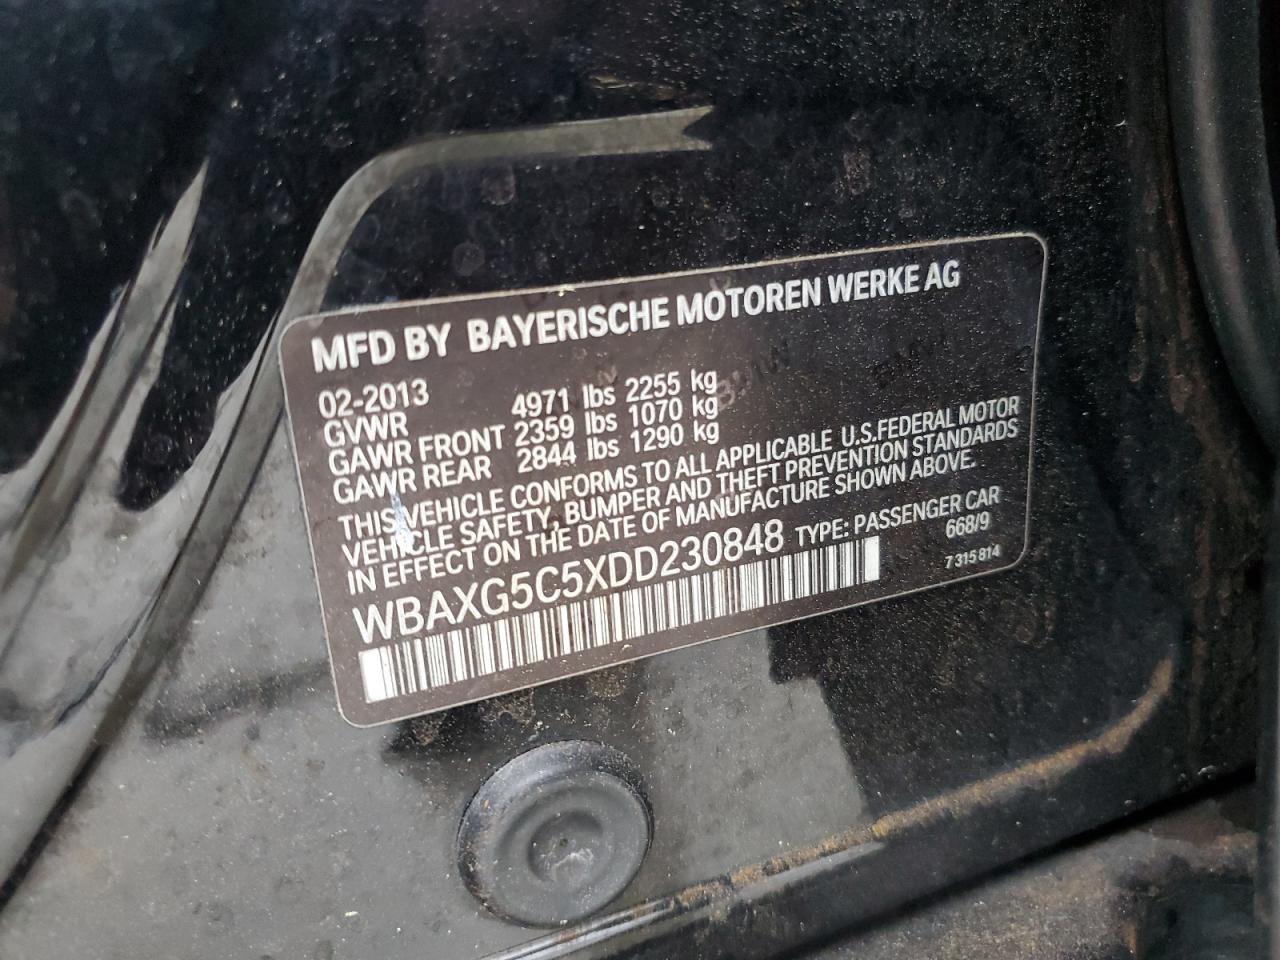 MFD BY BAYERISCHE MOTOREN WERKE AG
02-2013
GVWR 4971 lbs 2255 kg
GAWR FRONT 2359 lbs 1070 kg
GAWR REAR 2844 lbs 1290 kg
THIS VEHICLE CONFORMS TO ALL APPLICABLE U.S.FEDERAL MOTOR
VEHICLE SAFETY, BUMPER AND THEFT PREVENTION STANDARDS
IN EFFECT ON THE DATE OF MANUFACTURE SHOWN ABOVE.
WBAXG5C5XDD230848 TYPE: PASSENGER CAR
668/9
7 315 814